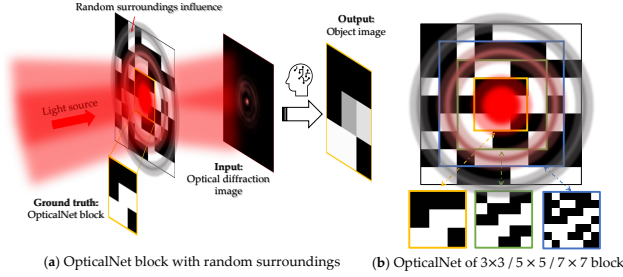 Random surroundings influence
Light source
Ground truth:
OpticalNet block
Input:
Optical diffraction
image
Output:
Object image
(a) OpticalNet block with random surroundings
(b) OpticalNet of 3×3 / 5 × 5 / 7 × 7 block